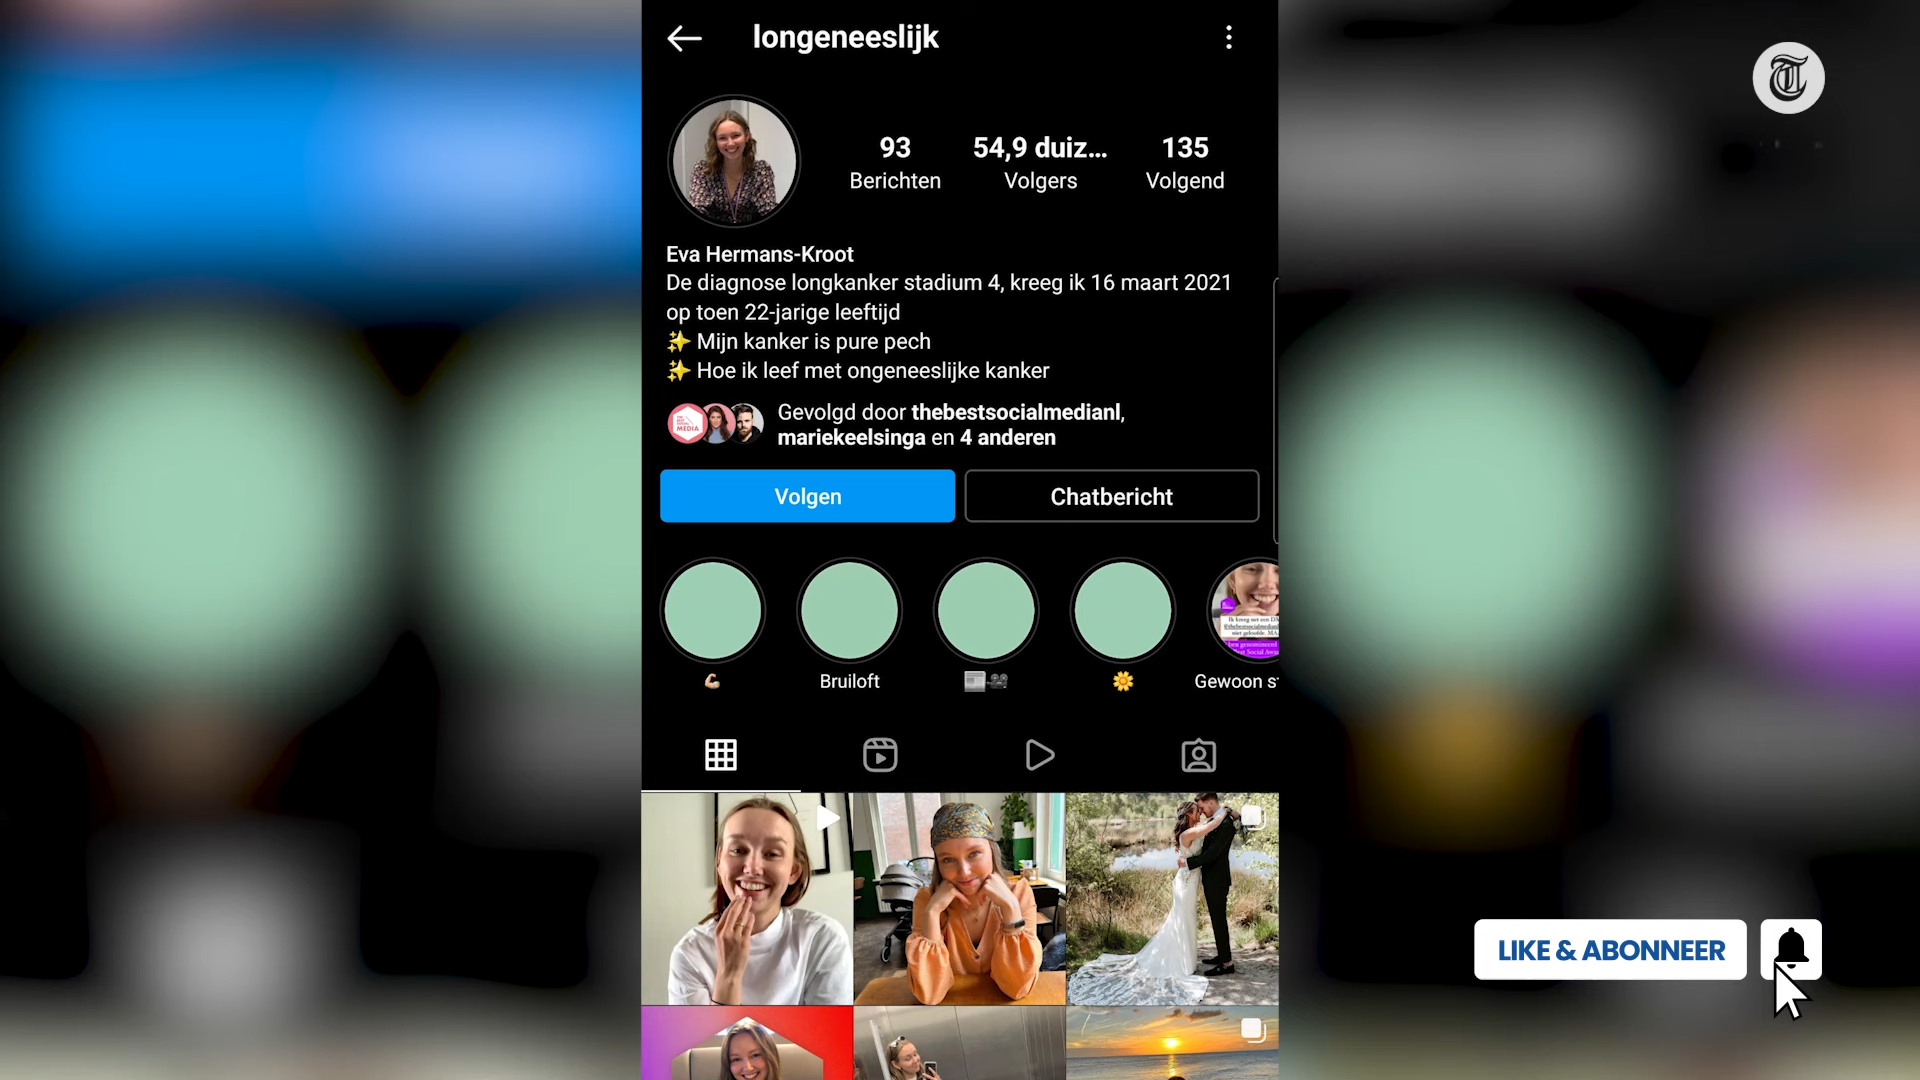 longeneeslijk
93
Berichten
54,9 duiz...
Volgers
135
Volgend
Eva Hermans-Kroot
De diagnose longkanker stadium 4, kreeg ik 16 maart 2021
op toen 22-jarige leeftijd
✨ Mijn kanker is pure pech
✨ Hoe ik leef met ongeneeslijke kanker
Gevolgd door thebestsocialmedianl,
mariekeelsinga en 4 anderen
Volgen
Chatbericht
Bruiloft
Gewoon s
T
LIKE & ABONNEER